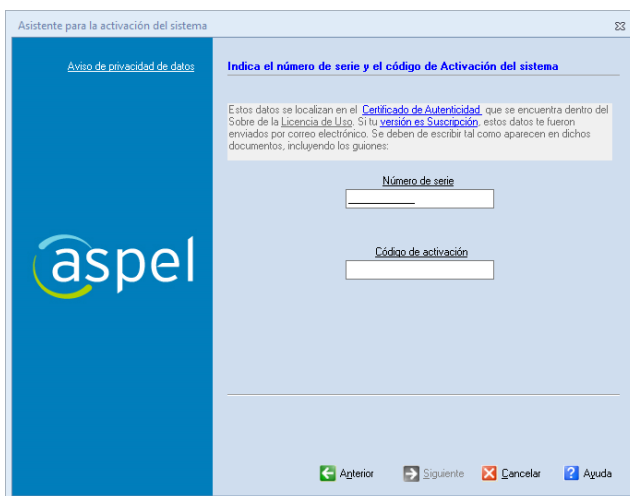 Asistente para la activación del sistema
Aviso de privacidad de datos
Indica el número de serie y el código de Activación del sistema
Estos datos se localizan en el Certificado de Autenticidad que se encuentra dentro del
Sobre de la Licencia de Uso. Si tu versión es Suscripción, estos datos te fueron
enviados por correo electrónico. Se deben de escribir tal como aparecen en dichos
documentos, incluyendo los guiones:
Número de serie
Código de activación
aspel
Anterior
Siguiente
Cancelar
Ayuda